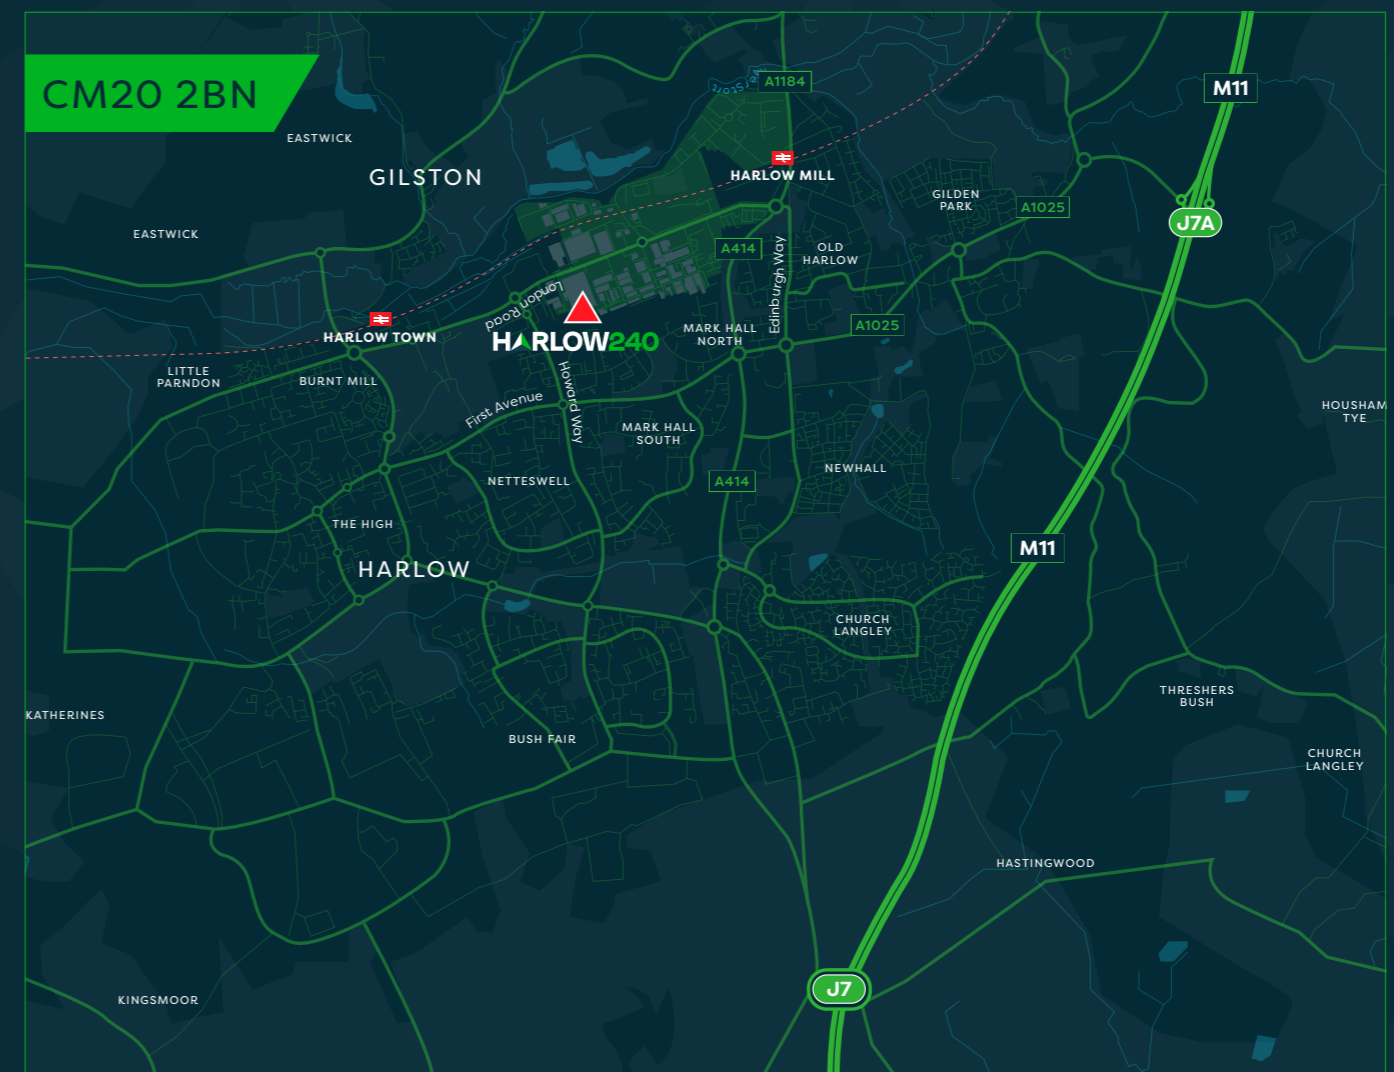 CM20 2BN
A1184
M11
EASTWICK
HARLOW MILL
GILSTON
GILDEN
PARK
A1025
J7A
EASTWICK
A414
OLD
HARLOW
Edinburgh Way
London Road
HARLOW TOWN
HARLOW240
MARK HALL
NORTH
A1025
LITTLE
PARNDON
BURNT MILL
First Avenue
Howard Way
HOUSHAM
TYE
MARK HALL
SOUTH
NEWHALL
NETTESWELL
A414
THE HIGH
M11
HARLOW
CHURCH
LANGLEY
THRESHERS
BUSH
KATHERINES
BUSH FAIR
CHURCH
LANGLEY
HASTINGWOOD
J7
KINGSMOOR